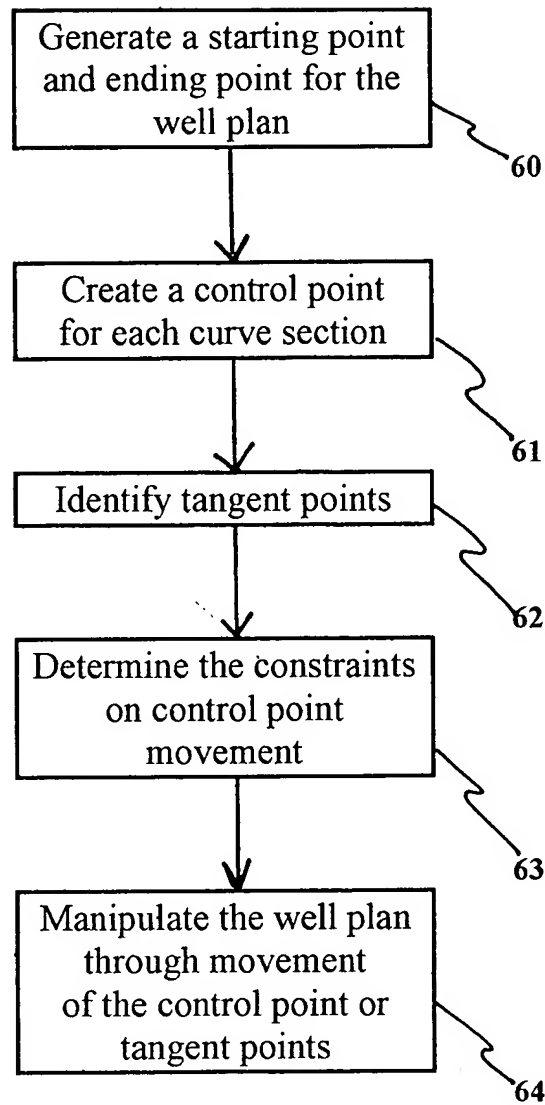 Generate a starting point
and ending point for the
well plan
60
Create a control point
for each curve section
61
Identify tangent points
62
Determine the constraints
on control point
movement
63
Manipulate the well plan
through movement
of the control point or
tangent points
64